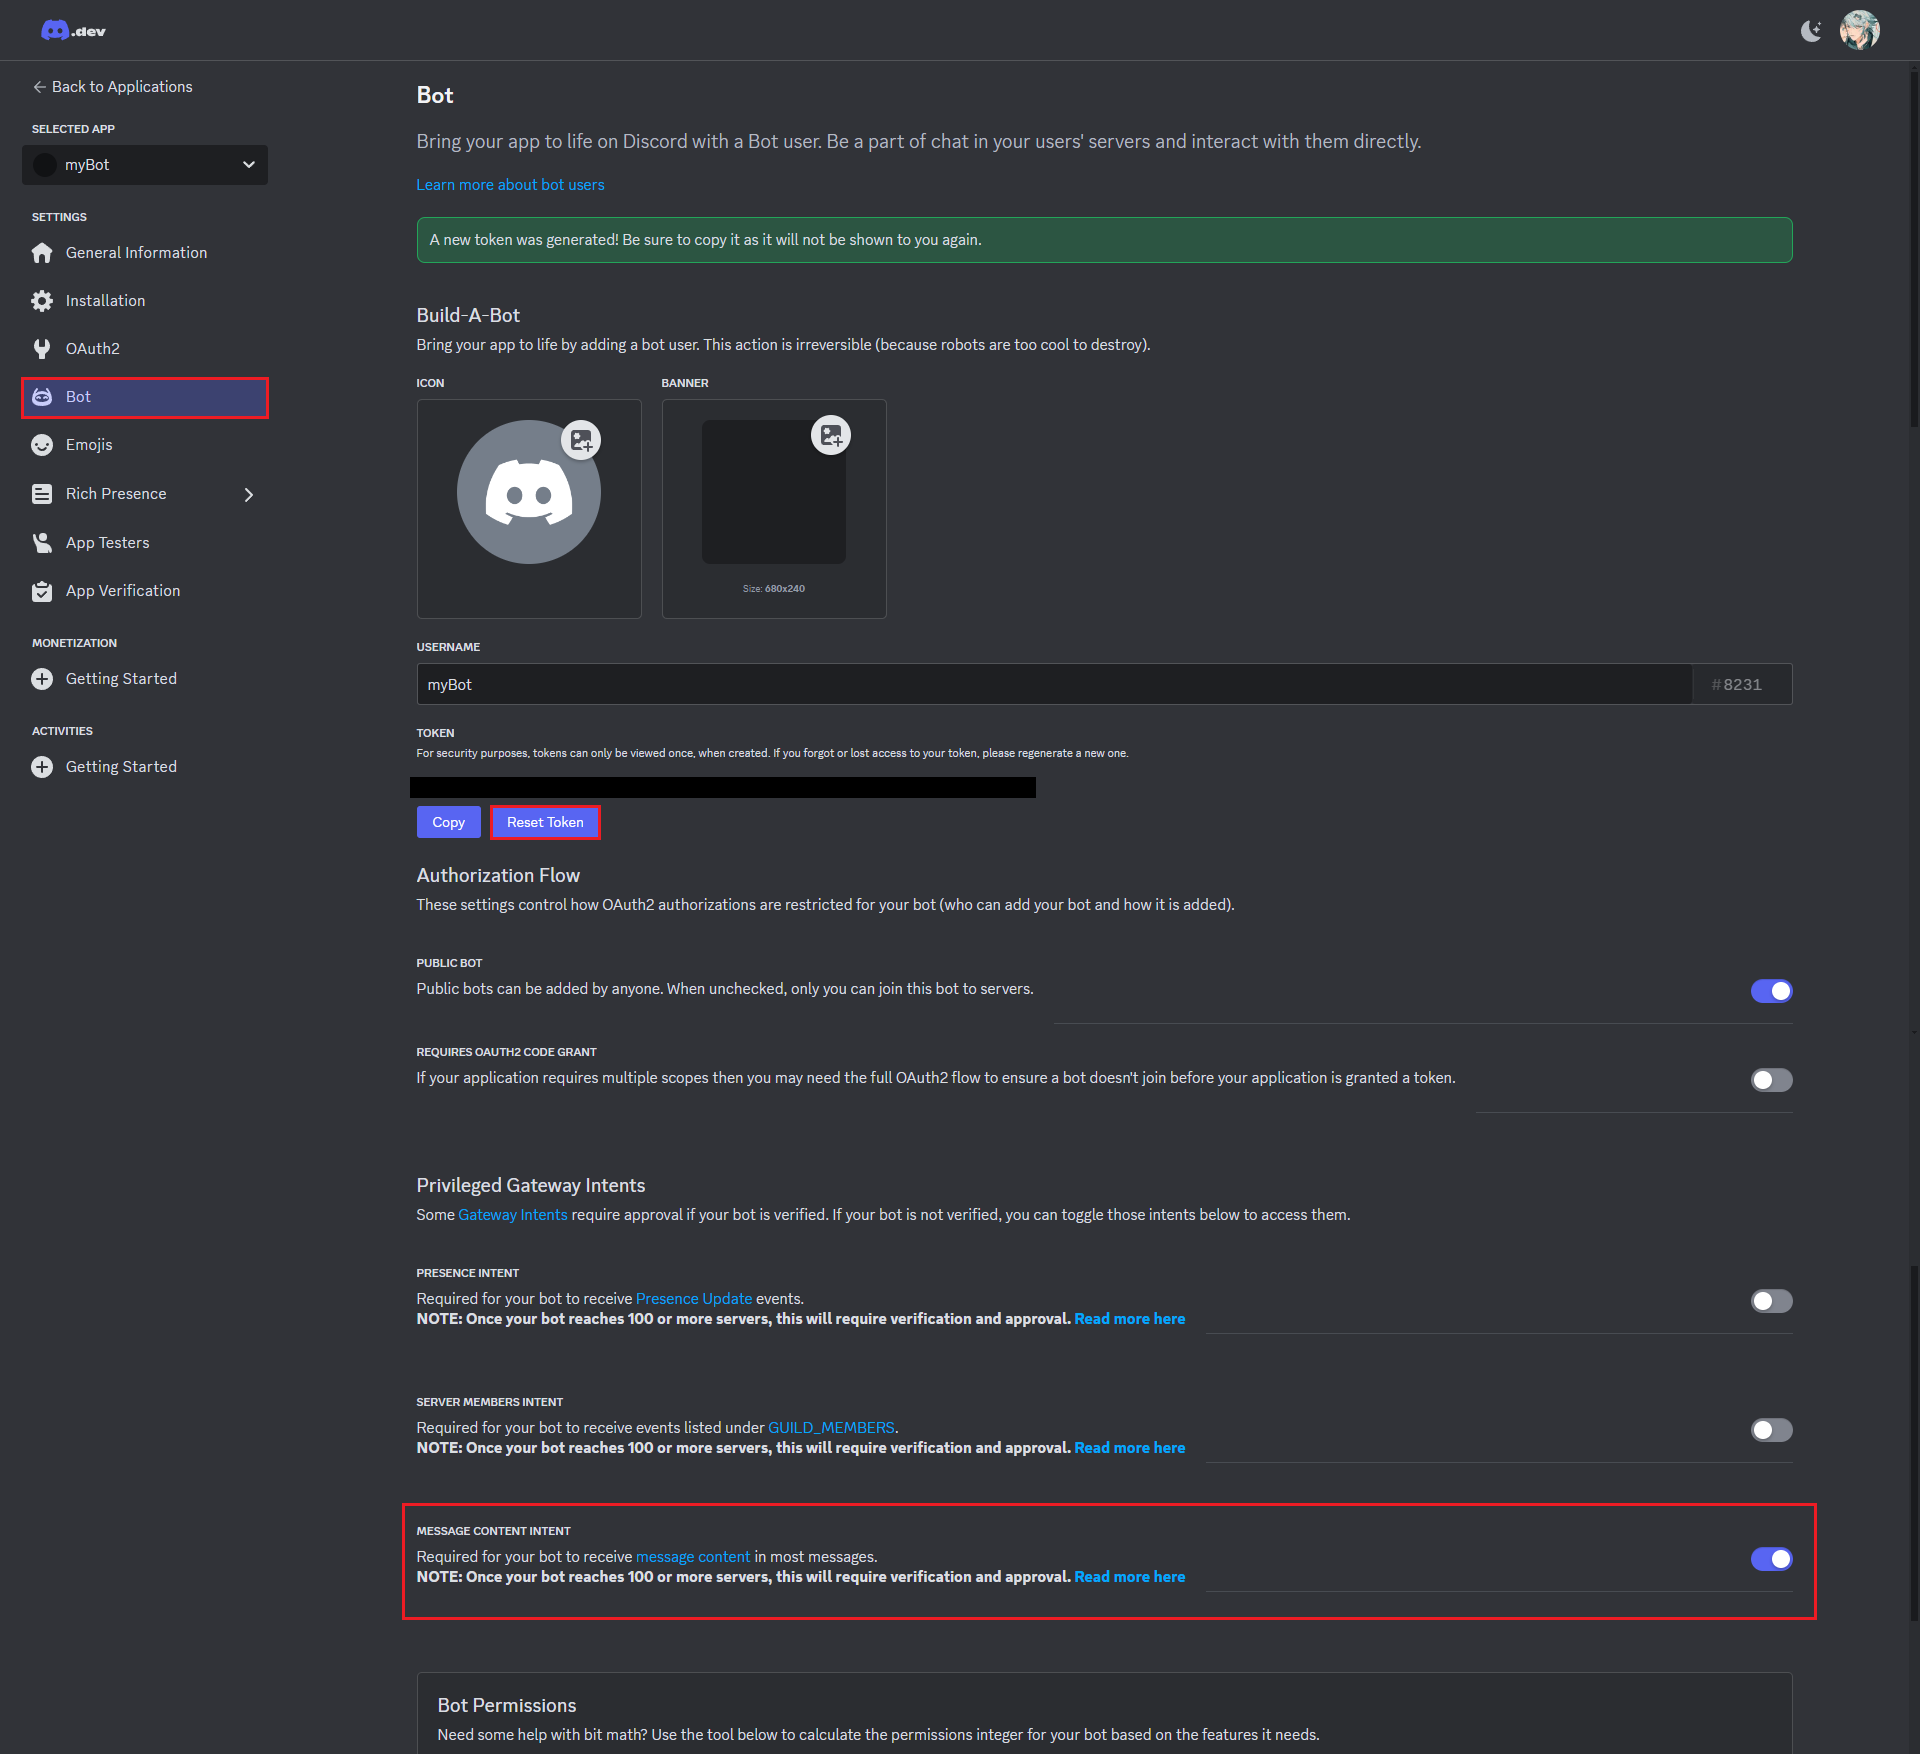 .dev
Back to Applications
SELECTED APP
myBot
SETTINGS
General Information
Installation
OAuth2
Bot
Emojis
Rich Presence
App Testers
App Verification
MONETIZATION
Getting Started
ACTIVITIES
Getting Started
Bot
Bring your app to life on Discord with a Bot user. Be a part of chat in your users' servers and interact with them directly.
Learn more about bot users
A new token was generated! Be sure to copy it as it will not be shown to you again.
Build-A-Bot
Bring your app to life by adding a bot user. This action is irreversible (because robots are too cool to destroy).
ICON
BANNER
Size: 680x240
USERNAME
myBot
#8231
TOKEN
For security purposes, tokens can only be viewed once, when created. If you forgot or lost access to your token, please regenerate a new one.
Copy
Reset Token
Authorization Flow
These settings control how OAuth2 authorizations are restricted for your bot (who can add your bot and how it is added).
PUBLIC BOT
Public bots can be added by anyone. When unchecked, only you can join this bot to servers.
REQUIRES OAUTH2 CODE GRANT
If your application requires multiple scopes then you may need the full OAuth2 flow to ensure a bot doesn't join before your application is granted a token.
Privileged Gateway Intents
Some Gateway Intents require approval if your bot is verified. If your bot is not verified, you can toggle those intents below to access them.
PRESENCE INTENT
Required for your bot to receive Presence Update events.
NOTE: Once your bot reaches 100 or more servers, this will require verification and approval. Read more here
SERVER MEMBERS INTENT
Required for your bot to receive events listed under GUILD_MEMBERS.
NOTE: Once your bot reaches 100 or more servers, this will require verification and approval. Read more here
MESSAGE CONTENT INTENT
Required for your bot to receive message content in most messages.
NOTE: Once your bot reaches 100 or more servers, this will require verification and approval. Read more here
Bot Permissions
Need some help with bit math? Use the tool below to calculate the permissions integer for your bot based on the features it needs.